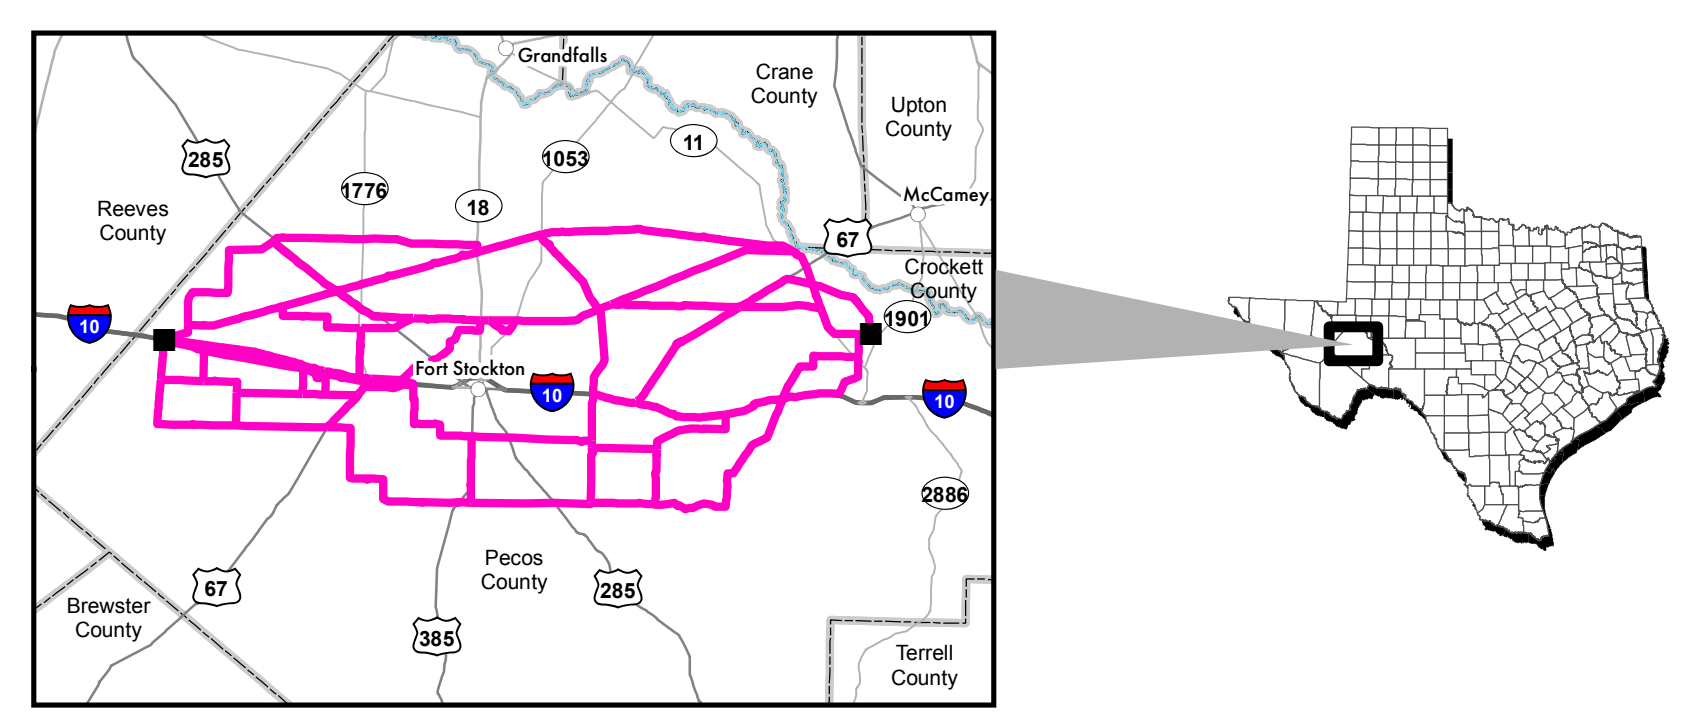 Grandfalls
Crane
County
Upton
County
11
285
1053
1776
18
McCamey
Reeves
County
67
Crockett
County
10
1901
Fort Stockton
10
10
2886
Pecos
County
67
285
Brewster
County
385
Terrell
County